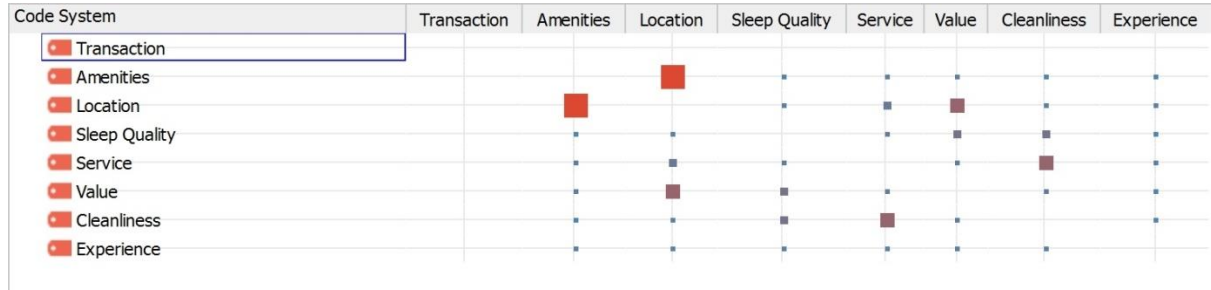 Code System Transaction Amenities Location Sleep Quality Service Value Cleanliness Experience
Transaction
Amenities
Location
Sleep Quality
Service
Value
Cleanliness
Experience